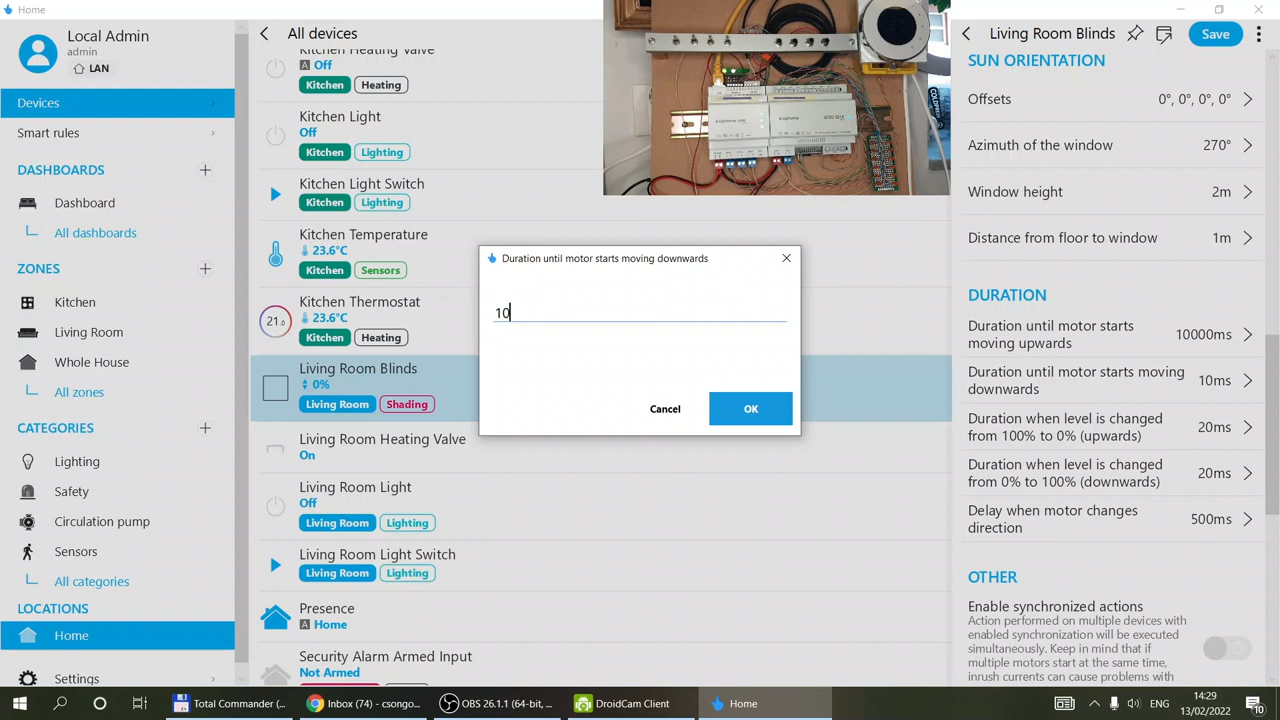 Home
Local Admin
admin
LAN
Devices
Smart rules
DASHBOARDS
Dashboard
All dashboards
ZONES
Kitchen
Living Room
Whole House
All zones
CATEGORIES
Lighting
Safety
Circulation pump
Sensors
All categories
LOCATIONS
Home
Settings
All devices
Kitchen Heating Valve
A Off
Kitchen Heating
Kitchen Light
Off
Kitchen Lighting
Kitchen Light Switch
Kitchen Lighting
Kitchen Temperature
23.6°C
Kitchen Sensors
21.0
Kitchen Thermostat
23.6°C
Kitchen Heating
Living Room Blinds
0%
Living Room Shading
Living Room Heating Valve
On
Living Room Light
Off
Living Room Lighting
Living Room Light Switch
Living Room Lighting
Presence
A Home
Security Alarm Armed Input
Not Armed
Duration until motor starts moving downwards
10
Cancel OK
Living Room Blinds Save
SUN ORIENTATION
Offsets 0°, 0°, 0°, 0°
Azimuth of the window 270°
Window height 2m
Distance from floor to window 1m
DURATION
Duration until motor starts
moving upwards
10000ms
Duration until motor starts moving
downwards
10ms
Duration when level is changed
from 100% to 0% (upwards)
20ms
Duration when level is changed
from 0% to 100% (downwards)
20ms
Delay when motor changes
direction
500ms
OTHER
Enable synchronized actions
Action performed on multiple devices with
enabled synchronization will be executed
simultaneously. Keep in mind that if
multiple motors start at the same time,
inrush currents can cause problems with
Total Commander (...
Inbox (74) - csongo...
OBS 26.1.1 (64-bit, ...
DroidCam Client
Home
ENG
14:29
13/02/2022